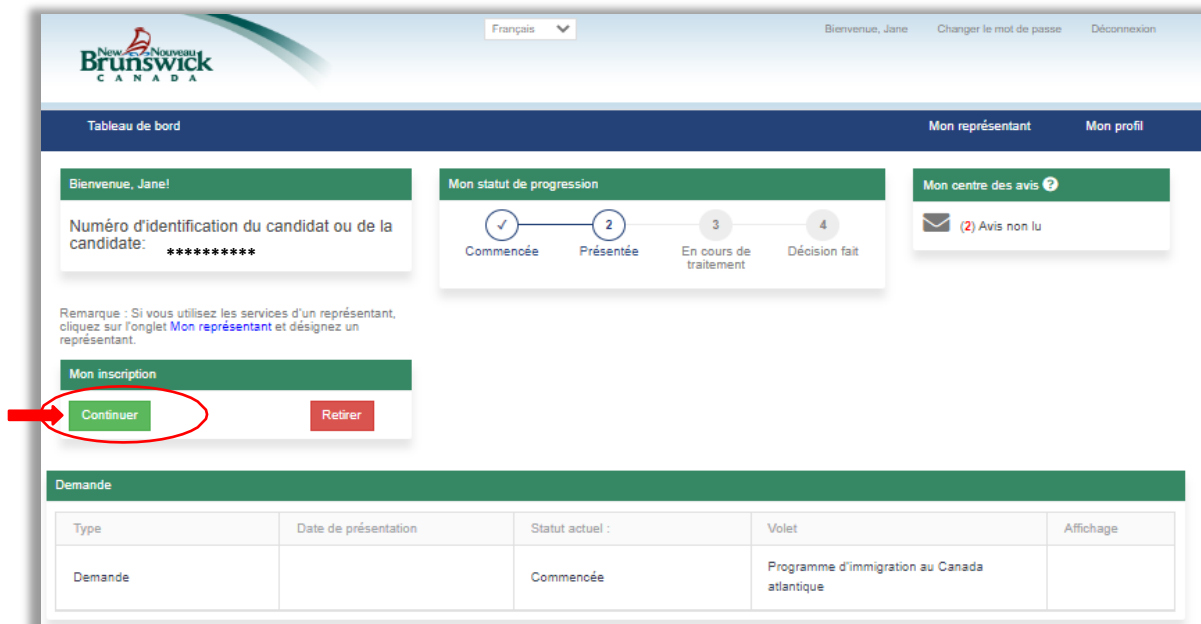 New Nouveau
Brunswick
CANADA
Français
Bienvenue, Jane
Changer le mot de passe
Déconnexion
Tableau de bord
Mon représentant
Mon profil
Bienvenue, Jane!
Numéro d'identification du candidat ou de la
candidate: **********
Mon statut de progression
✓ 2 3 4
Commencée
Présentée
En cours de
traitement
Décision fait
Mon centre des avis ?
(2) Avis non lu
Remarque : Si vous utilisez les services d'un représentant,
cliquez sur l'onglet Mon représentant et désignez un
représentant.
Mon inscription
Continuer
Retirer
Demande
Type
Date de présentation
Statut actuel :
Volet
Affichage
Demande
Commencée
Programme d'immigration au Canada
atlantique